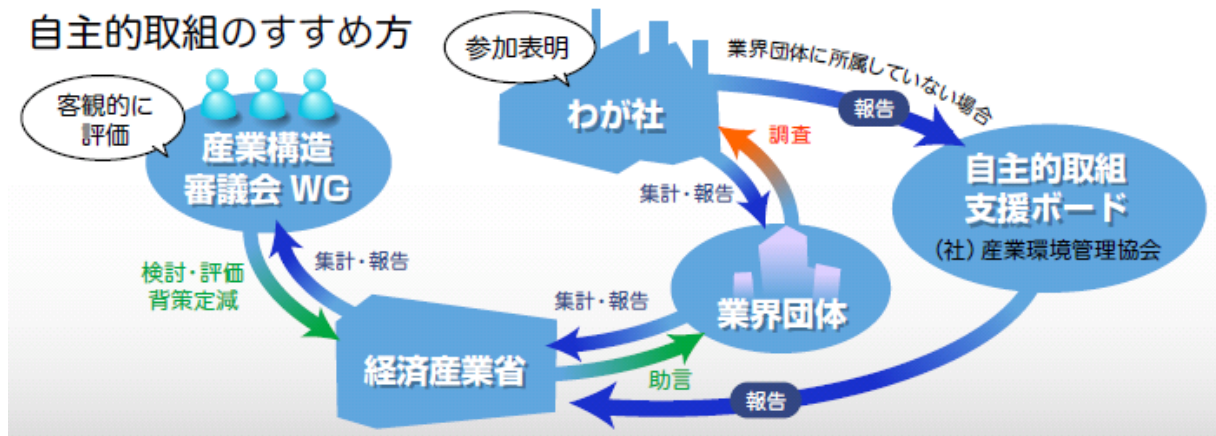 自主的取組のすすめ方
参加表明
業界団体に所属していない場合
客観的に
評価
産業構造
審議会 WG
わが社
報告
調査
自主的取組
支援ボード
(社)産業環境管理協会
集計・報告
集計・報告
検討・評価
背策定減
集計・報告
業界団体
経済産業省
助言
報告